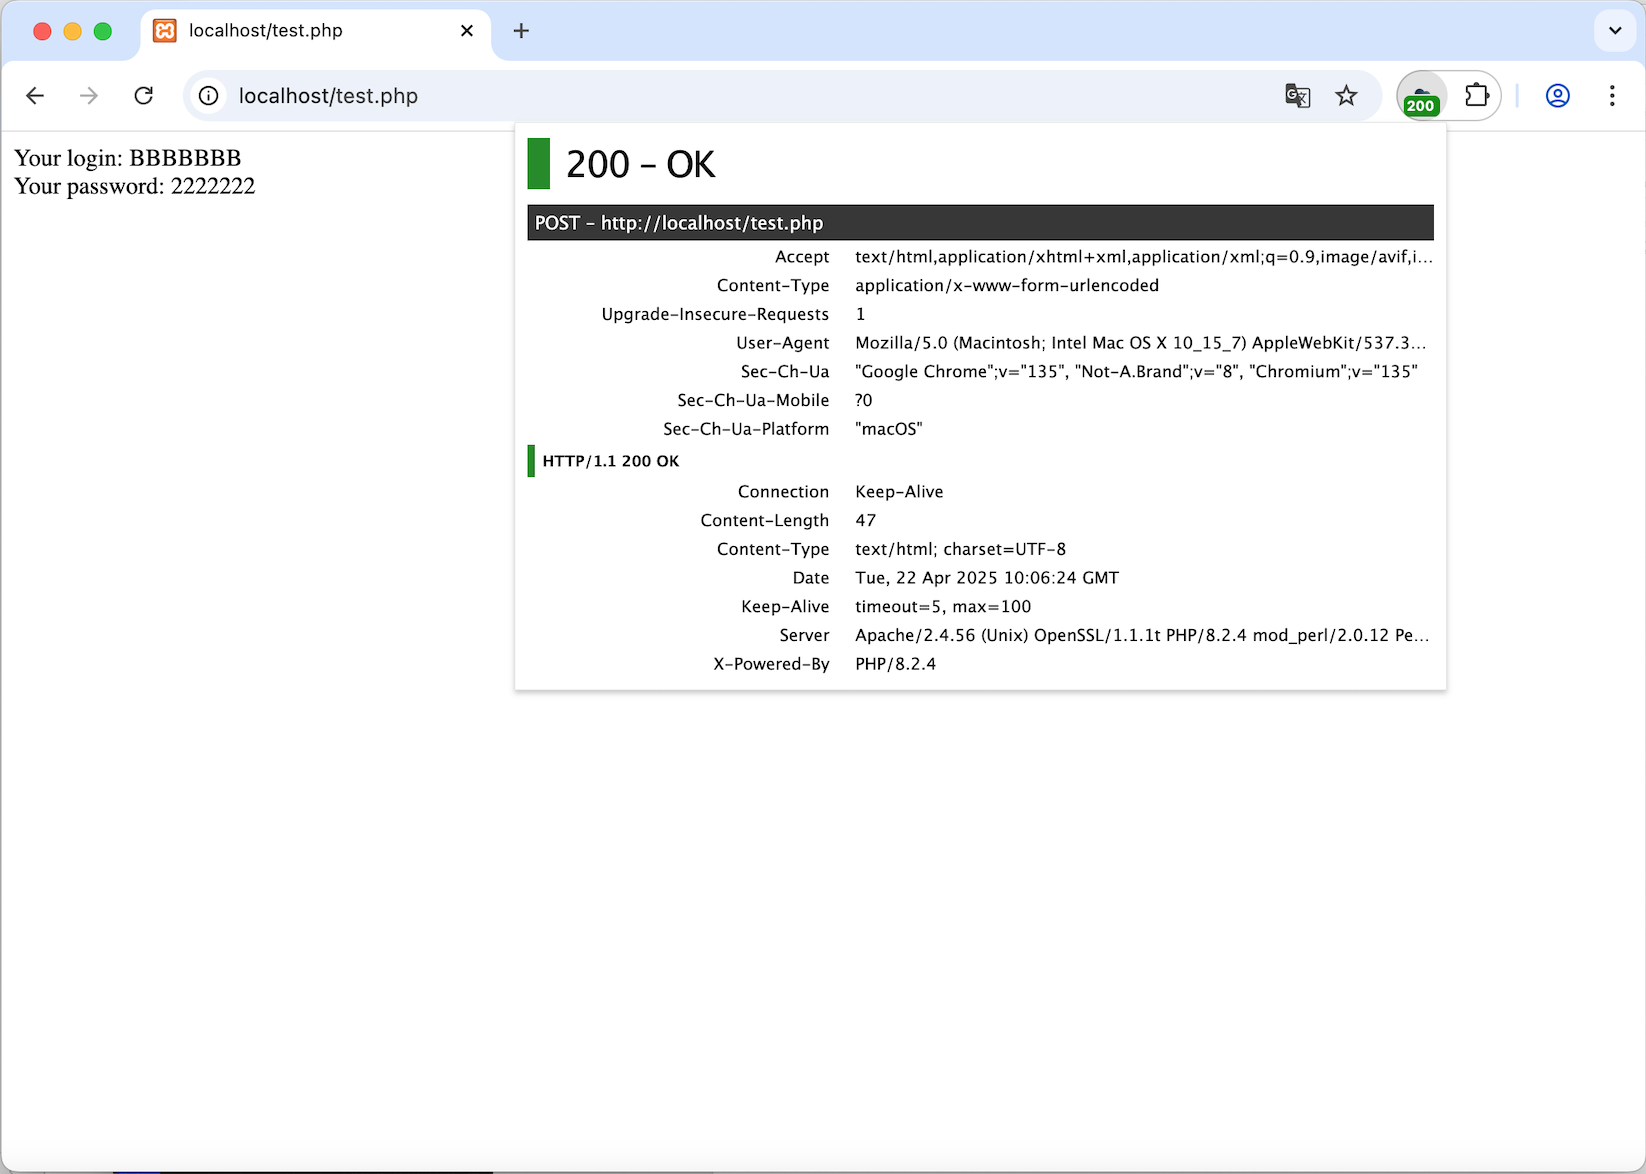 localhost/test.php
localhost/test.php
200
Your login: BBBBBBB
Your password: 2222222
200 – OK
POST – http://localhost/test.php
Accept text/html,application/xhtml+xml,application/xml;q=0.9,image/avif,i...
Content-Type application/x-www-form-urlencoded
Upgrade-Insecure-Requests 1
User-Agent Mozilla/5.0 (Macintosh; Intel Mac OS X 10_15_7) AppleWebKit/537.3...
Sec-Ch-Ua "Google Chrome";v="135", "Not-A.Brand";v="8", "Chromium";v="135"
Sec-Ch-Ua-Mobile ?0
Sec-Ch-Ua-Platform "macOS"
HTTP/1.1 200 OK
Connection Keep-Alive
Content-Length 47
Content-Type text/html; charset=UTF-8
Date Tue, 22 Apr 2025 10:06:24 GMT
Keep-Alive timeout=5, max=100
Server Apache/2.4.56 (Unix) OpenSSL/1.1.1t PHP/8.2.4 mod_perl/2.0.12 Pe...
X-Powered-By PHP/8.2.4